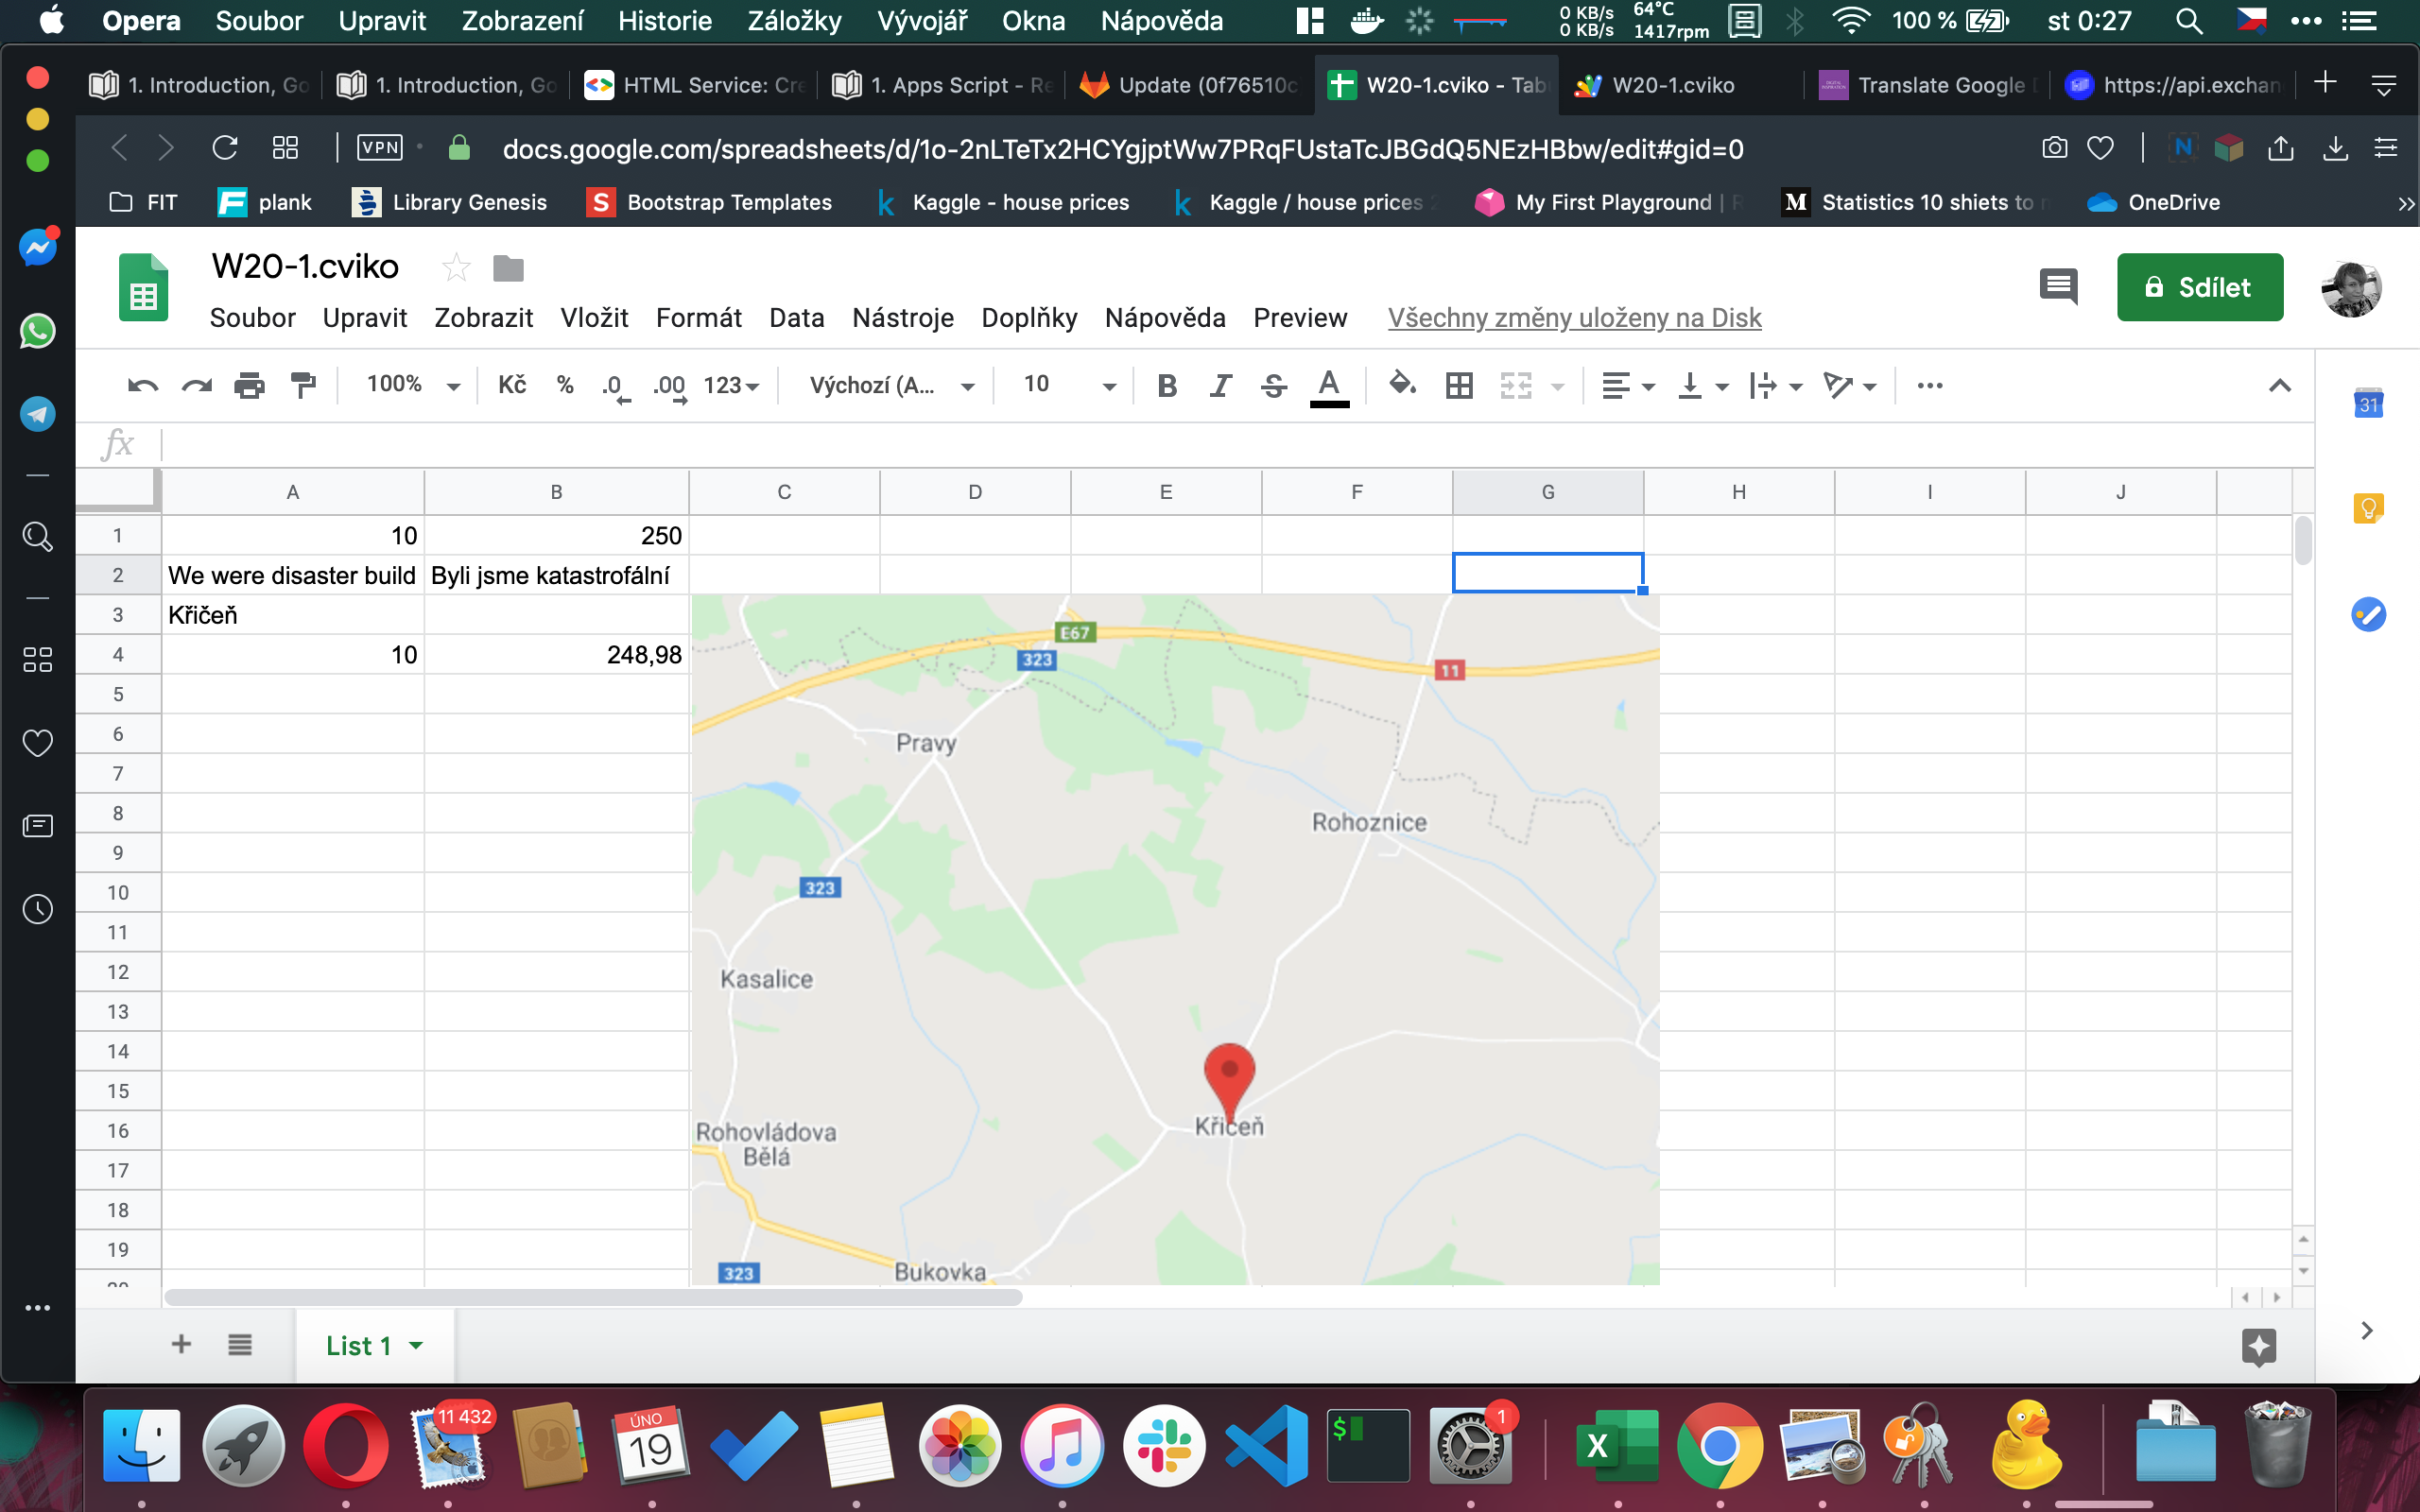 Opera Soubor Upravit Zobrazení Historie Záložky Vývojář Okna Nápověda 0 KB/s 0 KB/s 64°C 1417rpm 100 % st 0:27
1. Introduction, Go 1. Introduction, Go HTML Service: Cre 1. Apps Script - Re Update (0f76510c W20-1.cviko - Tab W20-1.cviko Translate Google D https://api.exchan
VPN docs.google.com/spreadsheets/d/1o-2nLTeTx2HCYgjptWw7PRqFUstaTcJBGdQ5NEzHBbw/edit#gid=0
FIT plank Library Genesis Bootstrap Templates Kaggle - house prices Kaggle / house prices 2 My First Playground | R Statistics 10 shiets to OneDrive
W20-1.cviko
Sdílet
Soubor Upravit Zobrazit Vložit Formát Data Nástroje Doplňky Nápověda Preview Všechny změny uloženy na Disk
100% Kč % .0 .00 123 Výchozí (A... 10 B I S A
31
fx
A B C D E F G H I J
1 10 250
2 We were disaster build Byli jsme katastrofální
3 Křičeň
4 10 248,98
5
6
7
8
9
10
11
12
13
14
15
16
17
18
19
20
E67
323
11
Pravy
Rohoznice
323
Kasalice
Křičeň
Rohovládova
Bělá
323
Bukovka
List 1
11 432
ÚNO
19
$
1
X